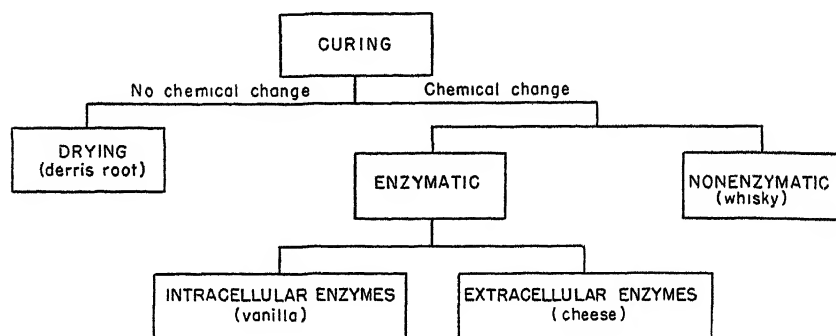 CURING
No chemical change
Chemical change
DRYING
(derris root)
ENZYMATIC
NONENZYMATIC
(whisky)
INTRACELLULAR ENZYMES
(vanilla)
EXTRACELLULAR ENZYMES
(cheese)